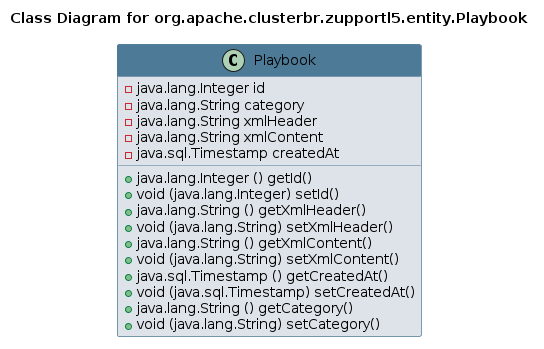 Class Diagram for org.apache.clusterbr.zupportl5.entity.Playbook
C Playbook
java.lang.Integer id
java.lang.String category
java.lang.String xmlHeader
java.lang.String xmlContent
java.sql.Timestamp createdAt
java.lang.Integer () getId()
void (java.lang.Integer) setId()
java.lang.String () getXmlHeader()
void (java.lang.String) setXmlHeader()
java.lang.String () getXmlContent()
void (java.lang.String) setXmlContent()
java.sql.Timestamp () getCreatedAt()
void (java.sql.Timestamp) setCreatedAt()
java.lang.String () getCategory()
void (java.lang.String) setCategory()